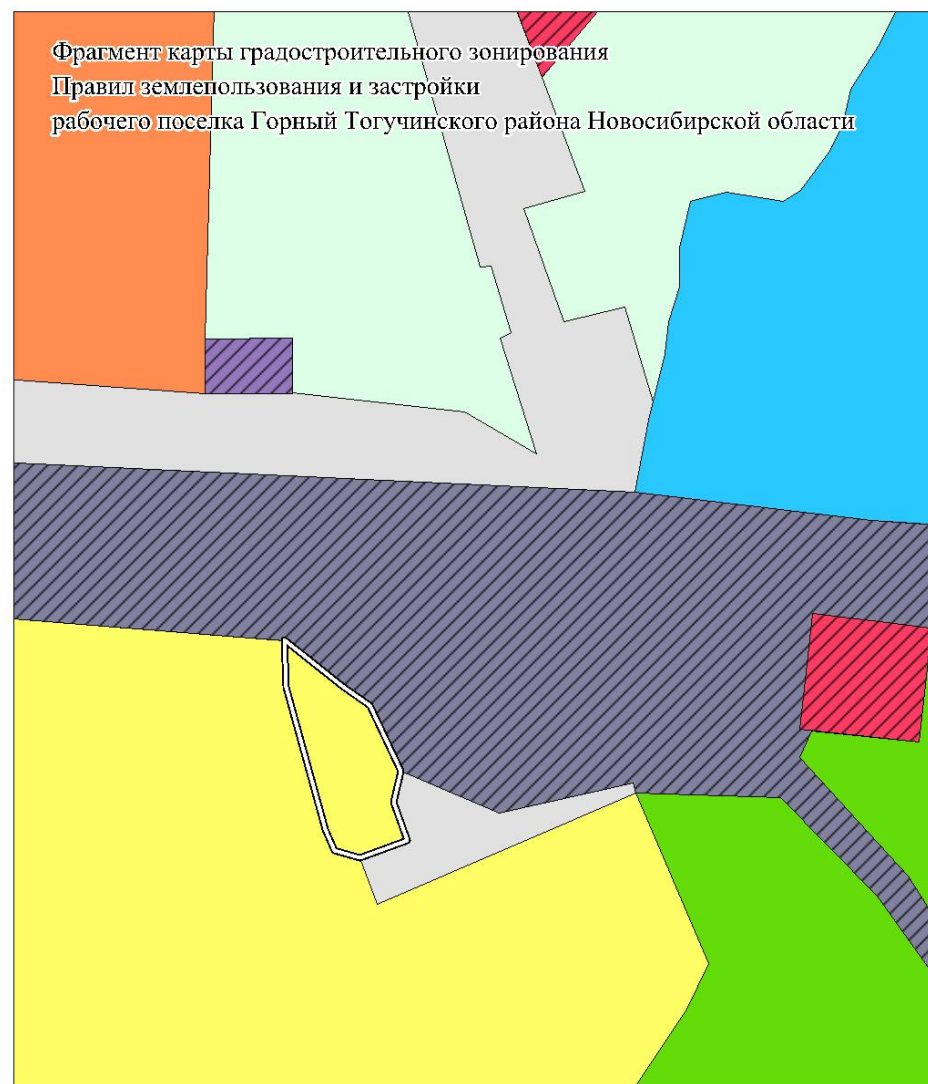 Фрагмент карты градостроительного зонирования
Правил землепользования и застройки
рабочего поселка Горный Тогучинского района Новосибирской области